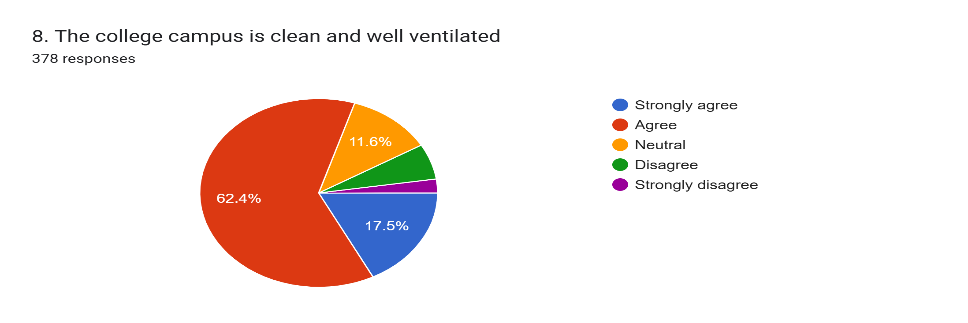 8. The college campus is clean and well ventilated
378 responses
Strongly agree
Agree
Neutral
Disagree
Strongly disagree
11.6%
62.4%
17.5%